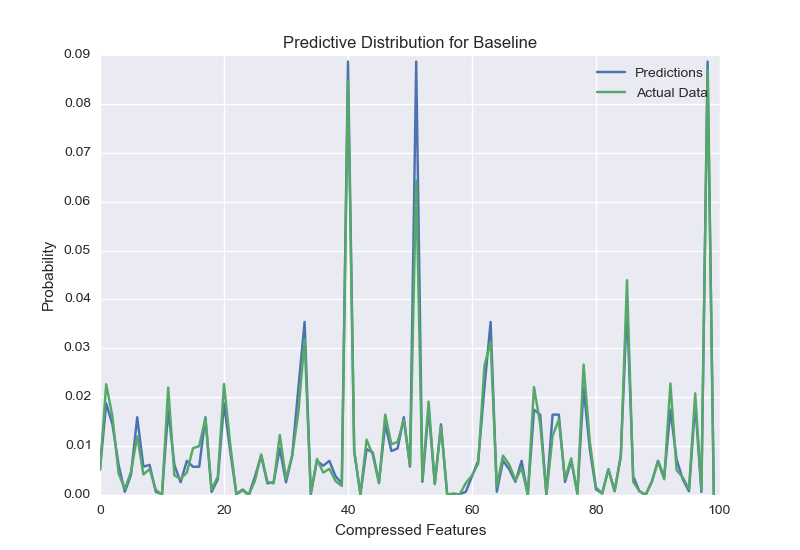 Predictive Distribution for Baseline
Predictions
Actual Data
Probability
0.09
0.08
0.07
0.06
0.05
0.04
0.03
0.02
0.01
0.00
0 20 40 60 80 100
Compressed Features